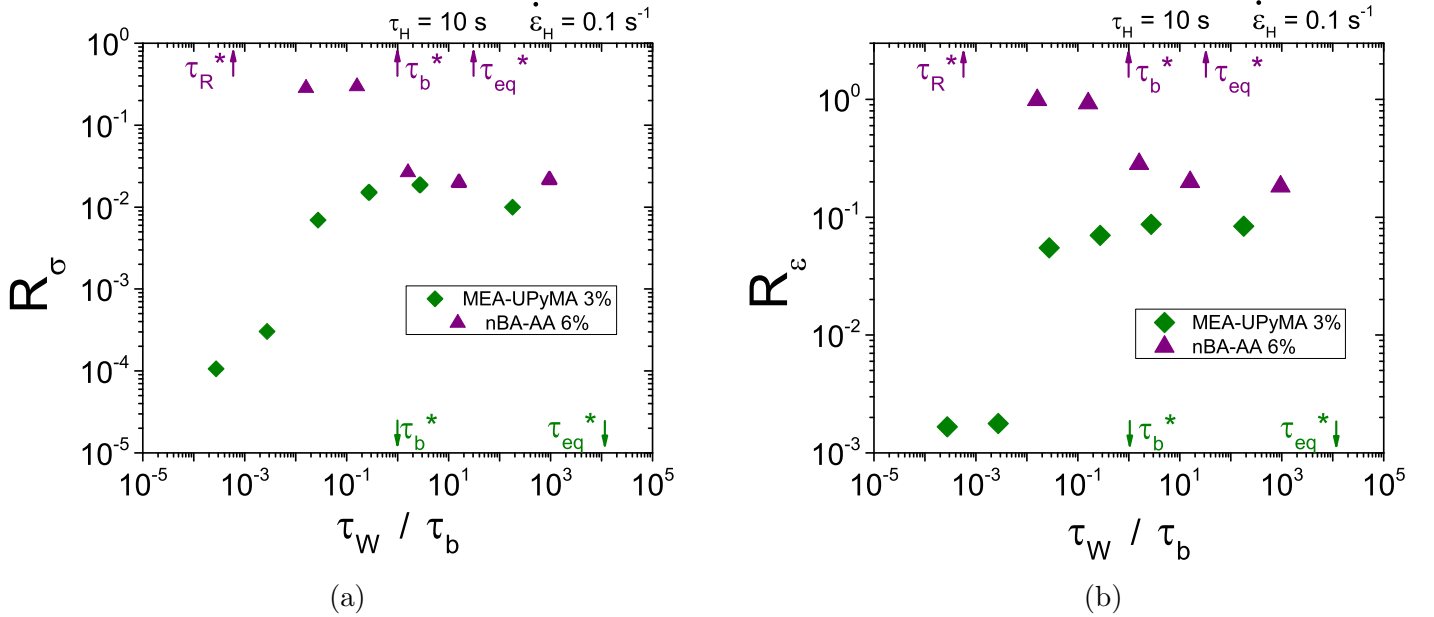 τH = 10 s ε̇H = 0.1 s-1
10^0
τR* τb* τeq*
10^-1
10^-2
Rσ
10^-3
MEA-UPyMA 3%
nBA-AA 6%
10^-4
τb* τeq*
10^-5
10^-5 10^-3 10^-1 10^1 10^3 10^5
τW / τb
(a)
τH = 10 s ε̇H = 0.1 s-1
τR* τb* τeq*
10^0
10^-1
Rε
10^-2
MEA-UPyMA 3%
nBA-AA 6%
τb* τeq*
10^-3
10^-5 10^-3 10^-1 10^1 10^3 10^5
τW / τb
(b)